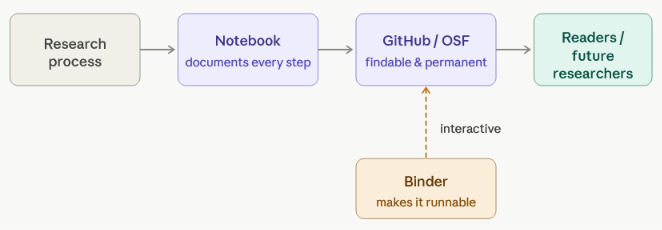 Research
process
Notebook
documents every step
GitHub / OSF
findable & permanent
Readers /
future
researchers
interactive
Binder
makes it runnable